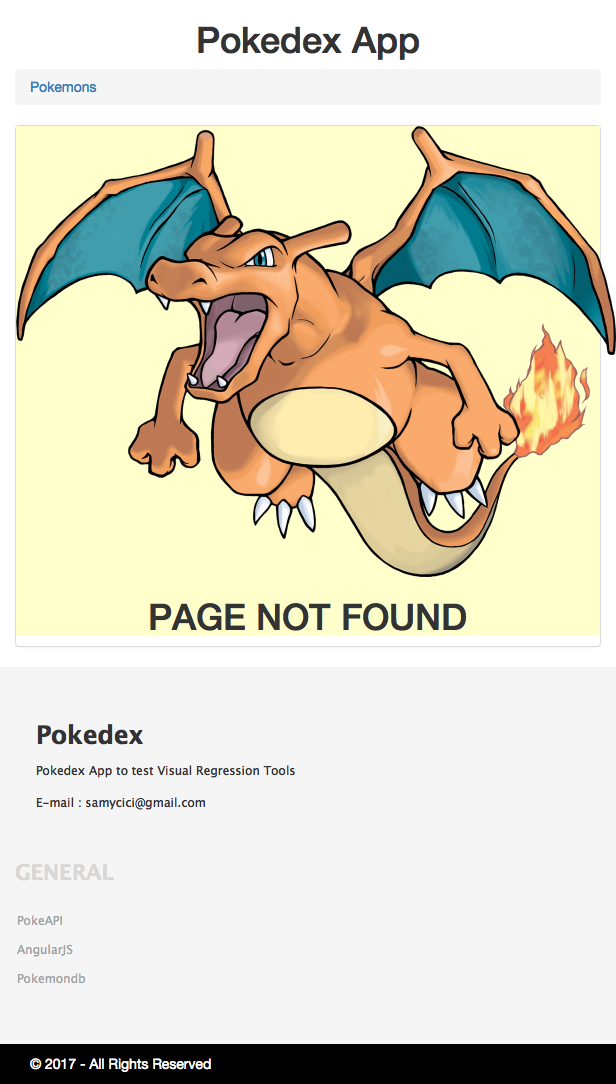 Pokedex App
Pokemons
PAGE NOT FOUND
Pokedex
Pokedex App to test Visual Regression Tools
E-mail : samycici@gmail.com
GENERAL
PokeAPI
AngularJS
Pokemondb
© 2017 - All Rights Reserved